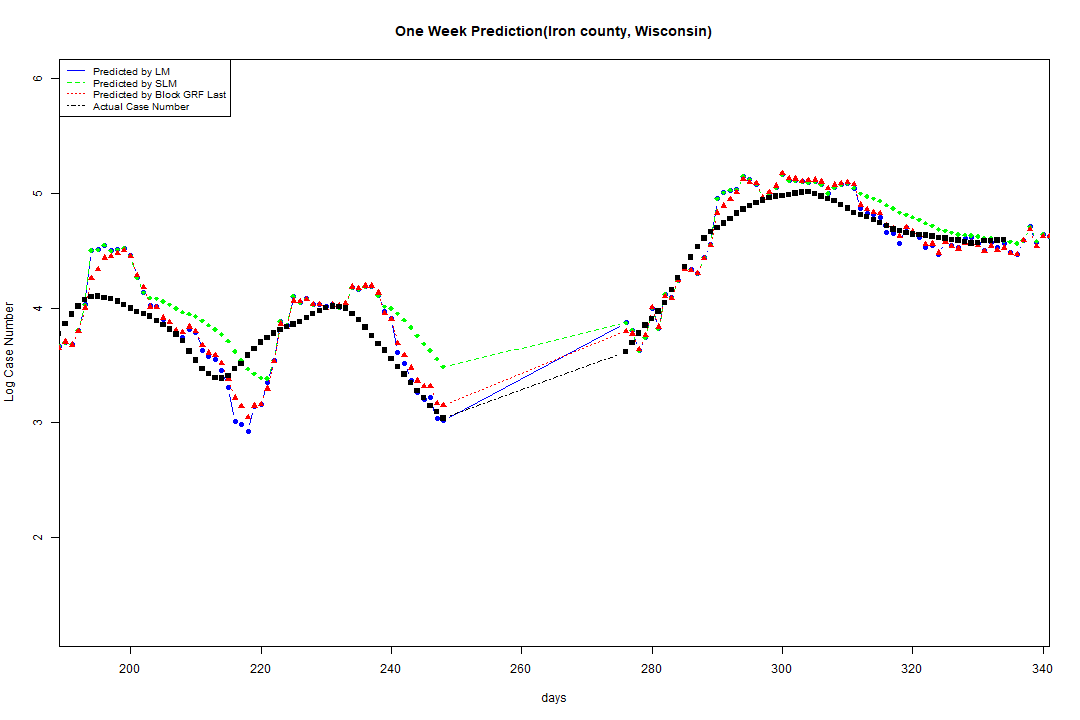 One Week Prediction(Iron county, Wisconsin)
Predicted by LM
Predicted by SLM
Predicted by Block GRF Last
Actual Case Number
6
5
4
3
2
Log Case Number
200 220 240 260 280 300 320 340
days